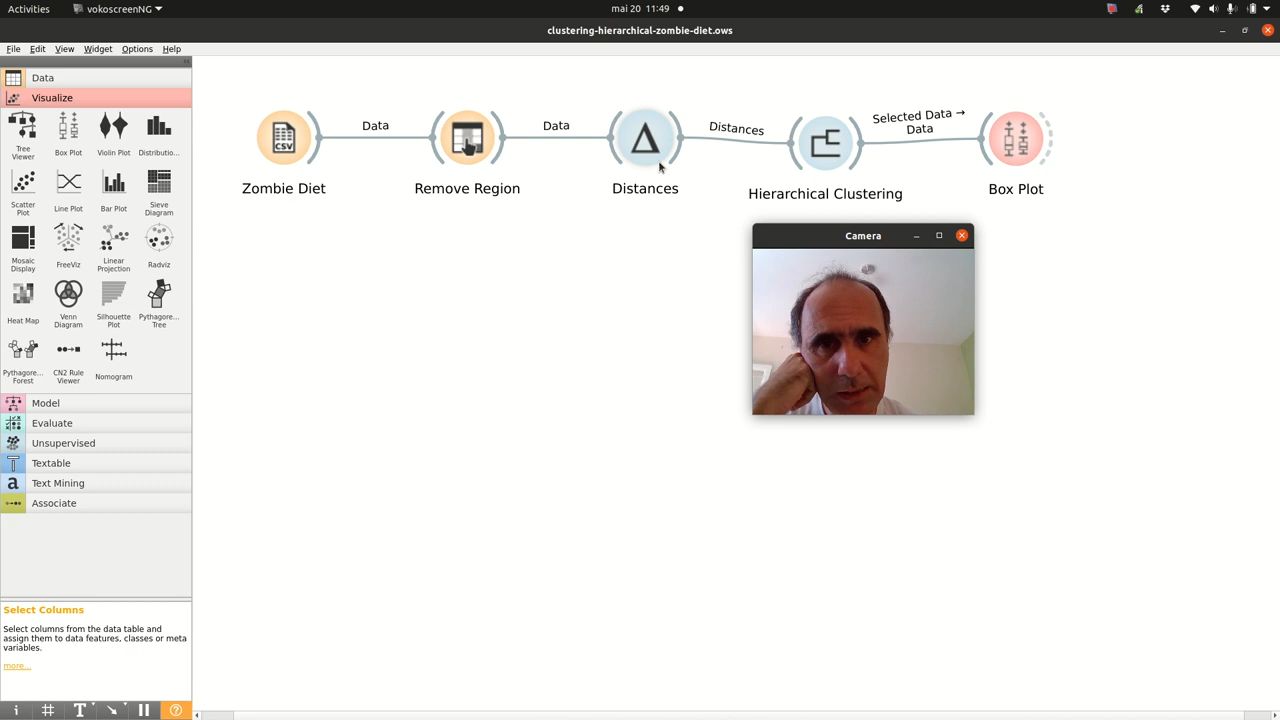 Activities
vokoscreenNG
mai 20 11:49
clustering-hierarchical-zombie-diet.ows
File Edit View Widget Options Help
Data
Visualize
Tree Viewer
Box Plot
Violin Plot
Distributio...
Scatter Plot
Line Plot
Bar Plot
Sieve Diagram
Mosaic Display
FreeViz
Linear Projection
Radviz
Heat Map
Venn Diagram
Silhouette Plot
Pythagore... Tree
Pythagore... Forest
CN2 Rule Viewer
Nomogram
Model
Evaluate
Unsupervised
Textable
Text Mining
Associate
Select Columns
Select columns from the data table and
assign them to data features, classes or meta
variables.
more...
CSV
Zombie Diet
Data
Remove Region
Data
Distances
Distances
Hierarchical Clustering
Selected Data →
Data
Box Plot
Camera